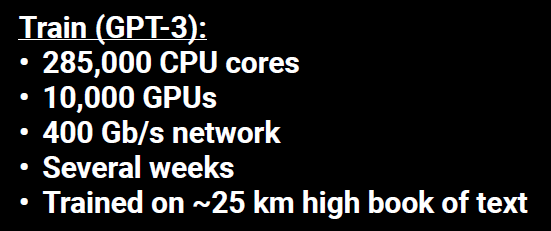 Train (GPT-3):
• 285,000 CPU cores
• 10,000 GPUs
• 400 Gb/s network
• Several weeks
• Trained on ~25 km high book of text